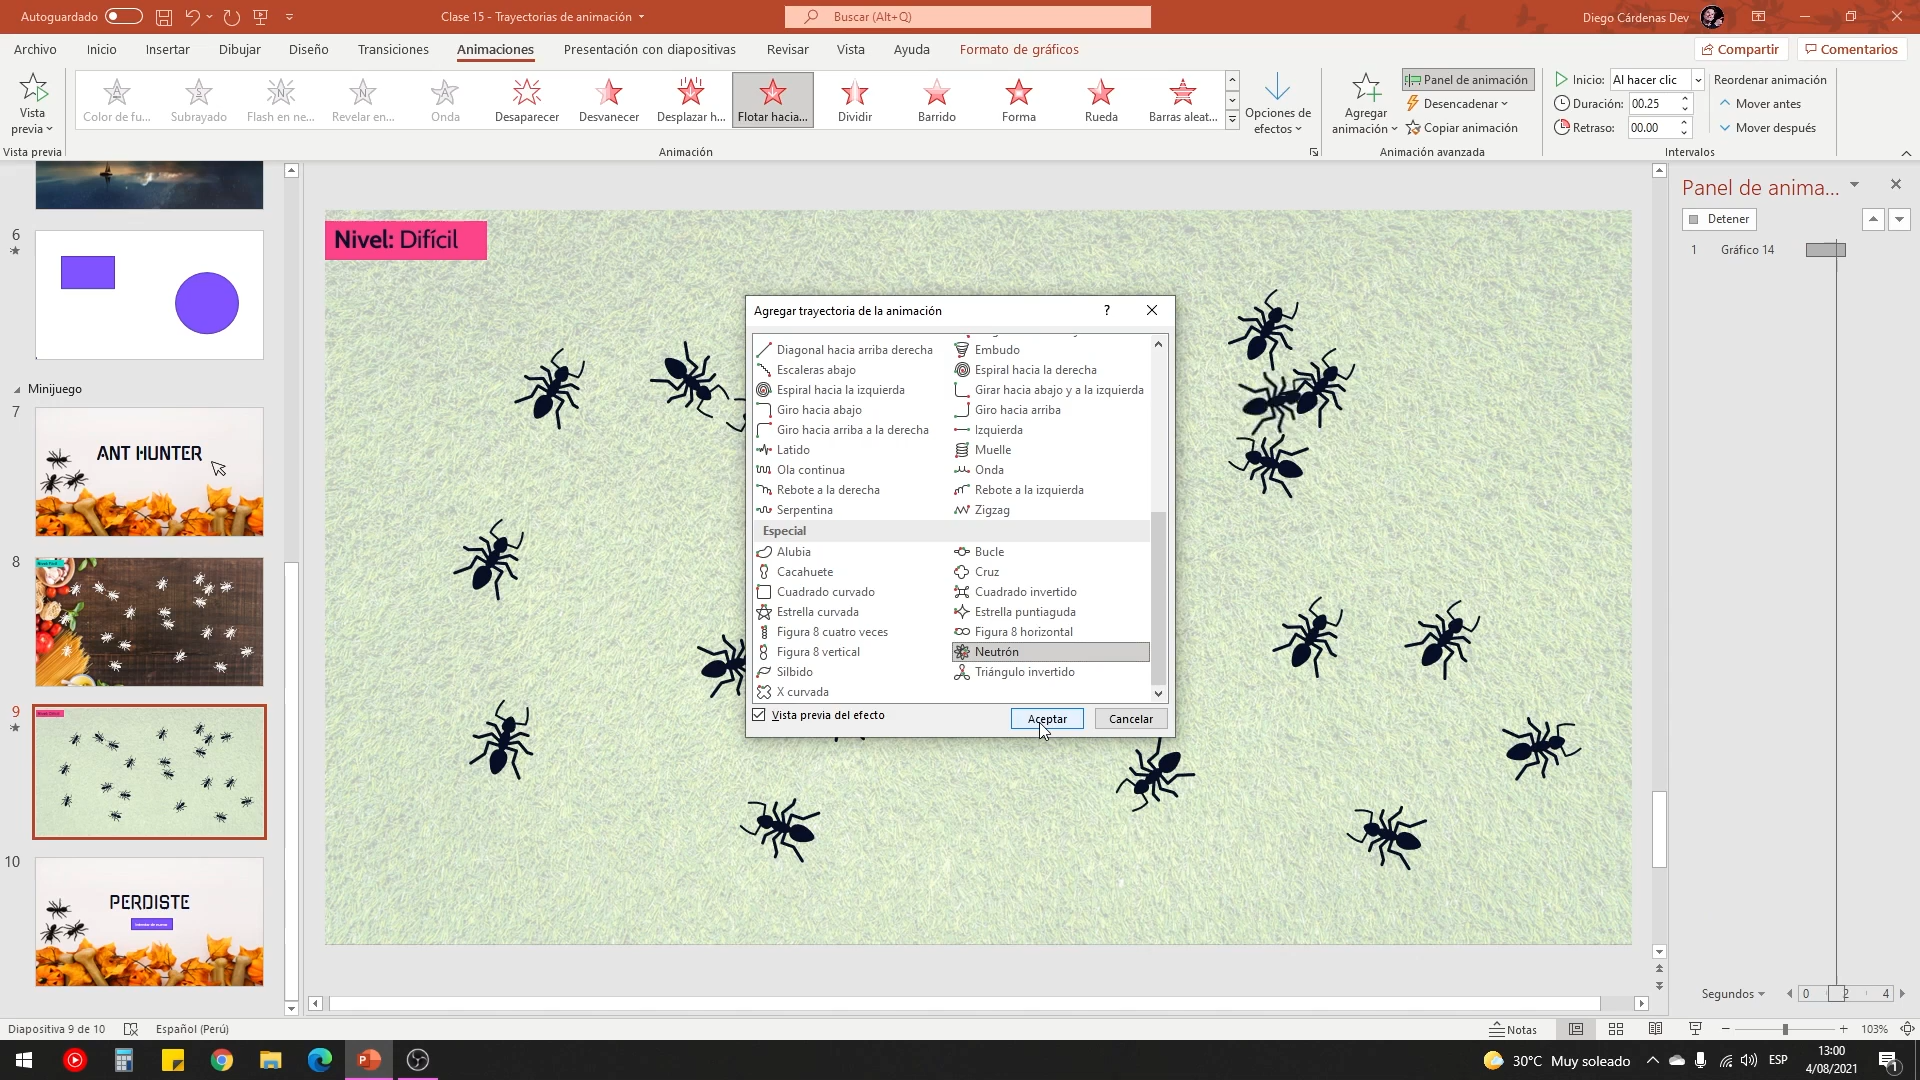 Autoguardado
Clase 15 - Trayectorias de animación
Buscar (Alt+Q)
Diego Cárdenas Dev
Archivo
Inicio
Insertar
Dibujar
Diseño
Transiciones
Animaciones
Presentación con diapositivas
Revisar
Vista
Ayuda
Formato de gráficos
Compartir
Comentarios
Vista previa
Color de fu...
Subrayado
Flash en ne...
Revelar en...
Onda
Desaparecer
Desvanecer
Desplazar h...
Flotar hacia...
Dividir
Barrido
Forma
Rueda
Barras aleat...
Opciones de efectos
Agregar animación
Panel de animación
Desencadenar
Copiar animación
Inicio: Al hacer clic
Duración: 00.25
Retraso: 00.00
Reordenar animación
Mover antes
Mover después
Vista previa
Animación
Animación avanzada
Intervalos
6
Minijuego
7
ANT HUNTER
8
9
10
PERDISTE
Nivel: Difícil
Agregar trayectoria de la animación
?
Diagonal hacia arriba derecha
Embudo
Escaleras abajo
Espiral hacia la derecha
Espiral hacia la izquierda
Girar hacia abajo y a la izquierda
Giro hacia abajo
Giro hacia arriba
Giro hacia arriba a la derecha
Izquierda
Latido
Muelle
Ola continua
Onda
Rebote a la derecha
Rebote a la izquierda
Serpentina
Zigzag
Especial
Alubia
Bucle
Cacahuete
Cruz
Cuadrado curvado
Cuadrado invertido
Estrella curvada
Estrella puntiaguda
Figura 8 cuatro veces
Figura 8 horizontal
Figura 8 vertical
Neutrón
Silbido
Triángulo invertido
X curvada
Vista previa del efecto
Aceptar
Cancelar
Panel de anima...
Detener
1 Gráfico 14
Segundos
0 2 4
Diapositiva 9 de 10
Español (Perú)
Notas
103%
30°C Muy soleado
ESP
13:00
4/08/2021
1